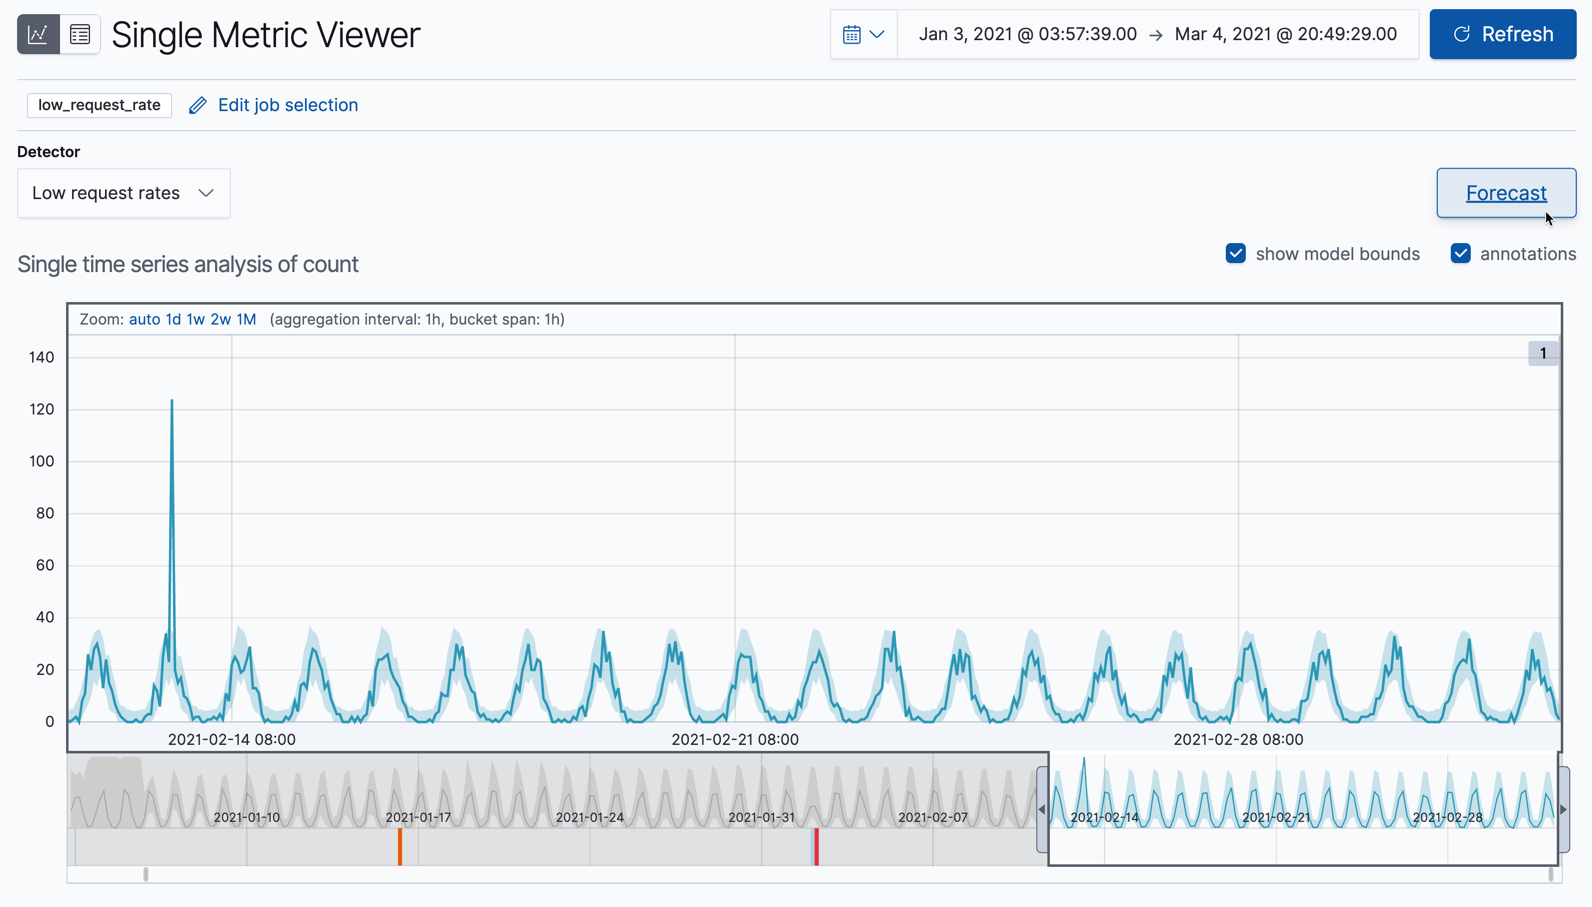 Single Metric Viewer
Jan 3, 2021 @ 03:57:39.00 → Mar 4, 2021 @ 20:49:29.00
Refresh
low_request_rate
Edit job selection
Detector
Low request rates
Forecast
Single time series analysis of count
show model bounds
annotations
Zoom: auto 1d 1w 2w 1M (aggregation interval: 1h, bucket span: 1h)
1
140
120
100
80
60
40
20
0
2021-02-14 08:00
2021-02-21 08:00
2021-02-28 08:00
2021-01-10
2021-01-17
2021-01-24
2021-01-31
2021-02-07
2021-02-14
2021-02-21
2021-02-28